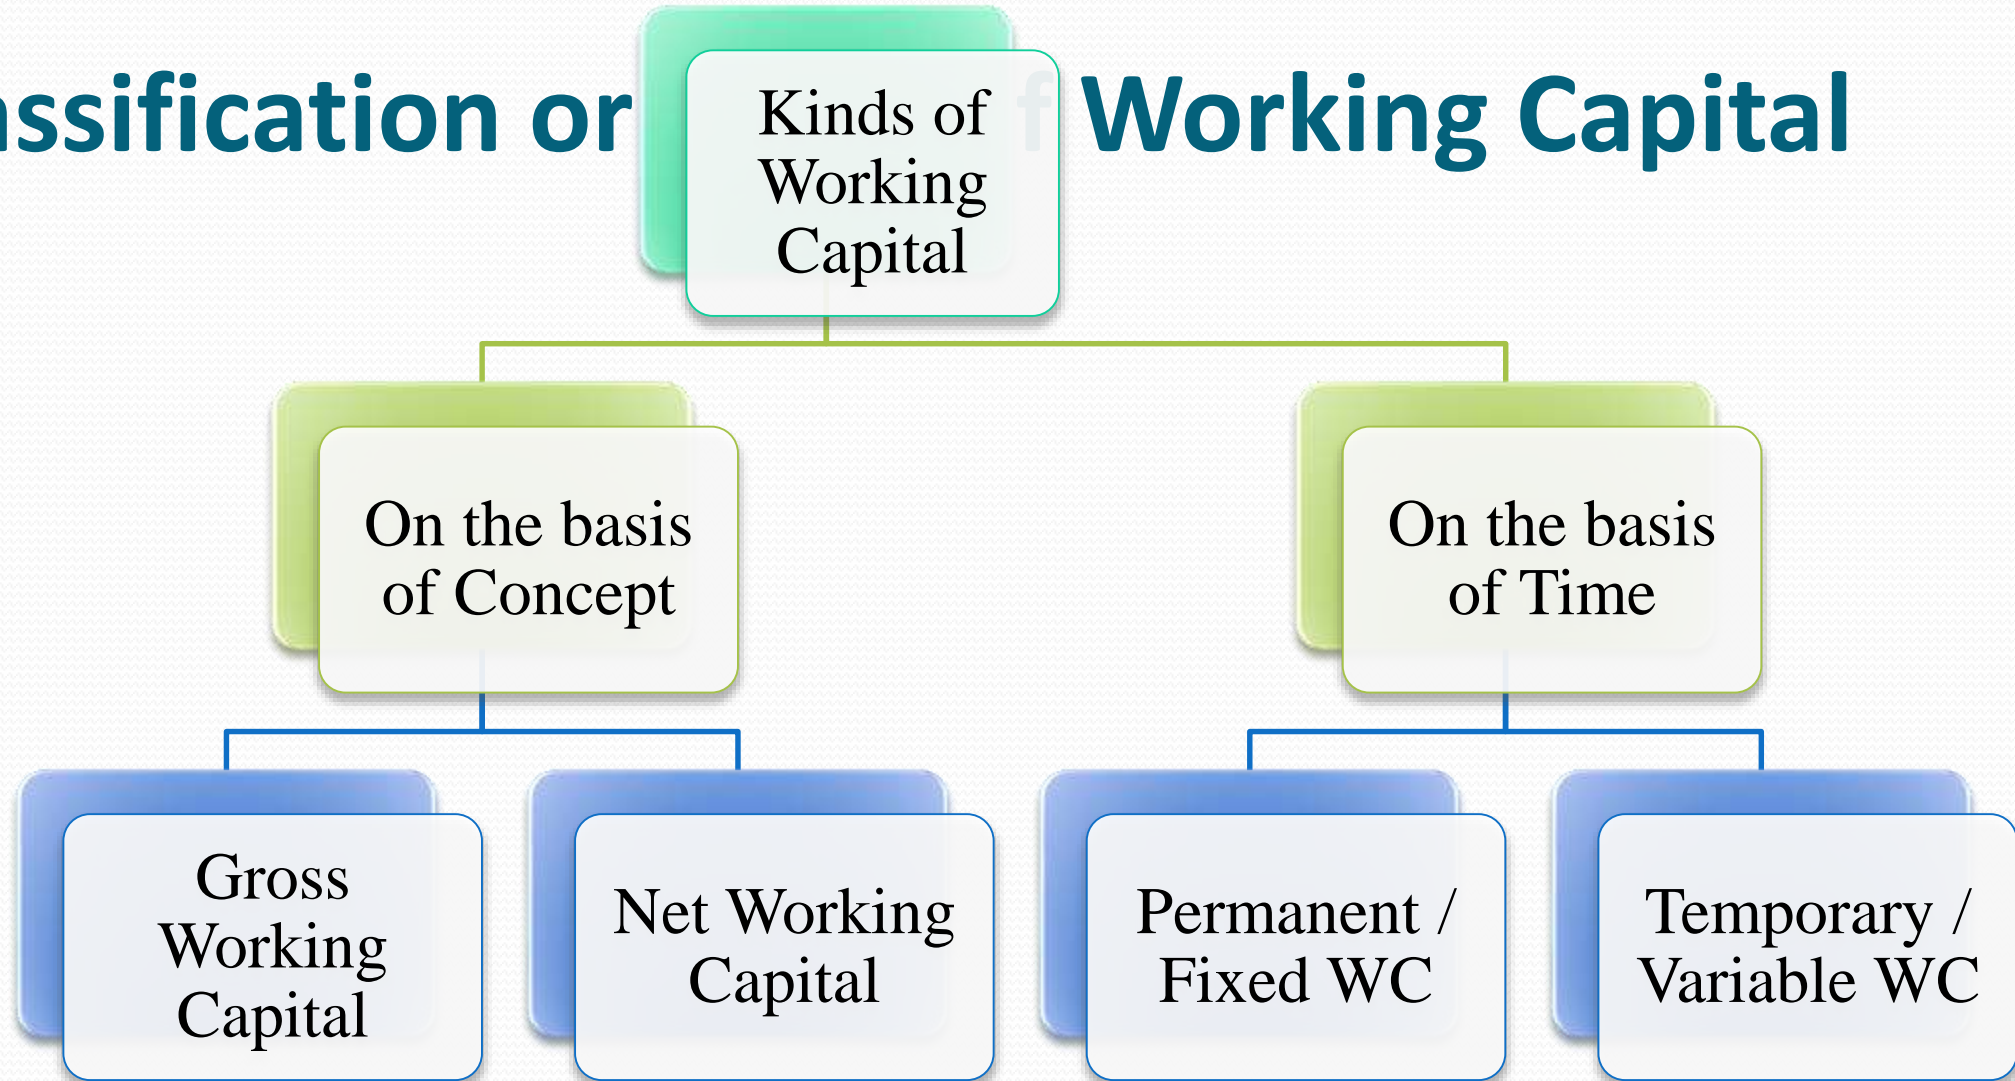 assification or f Working Capital
Kinds of
Working
Capital
On the basis
of Concept
On the basis
of Time
Gross
Working
Capital
Net Working
Capital
Permanent /
Fixed WC
Temporary /
Variable WC